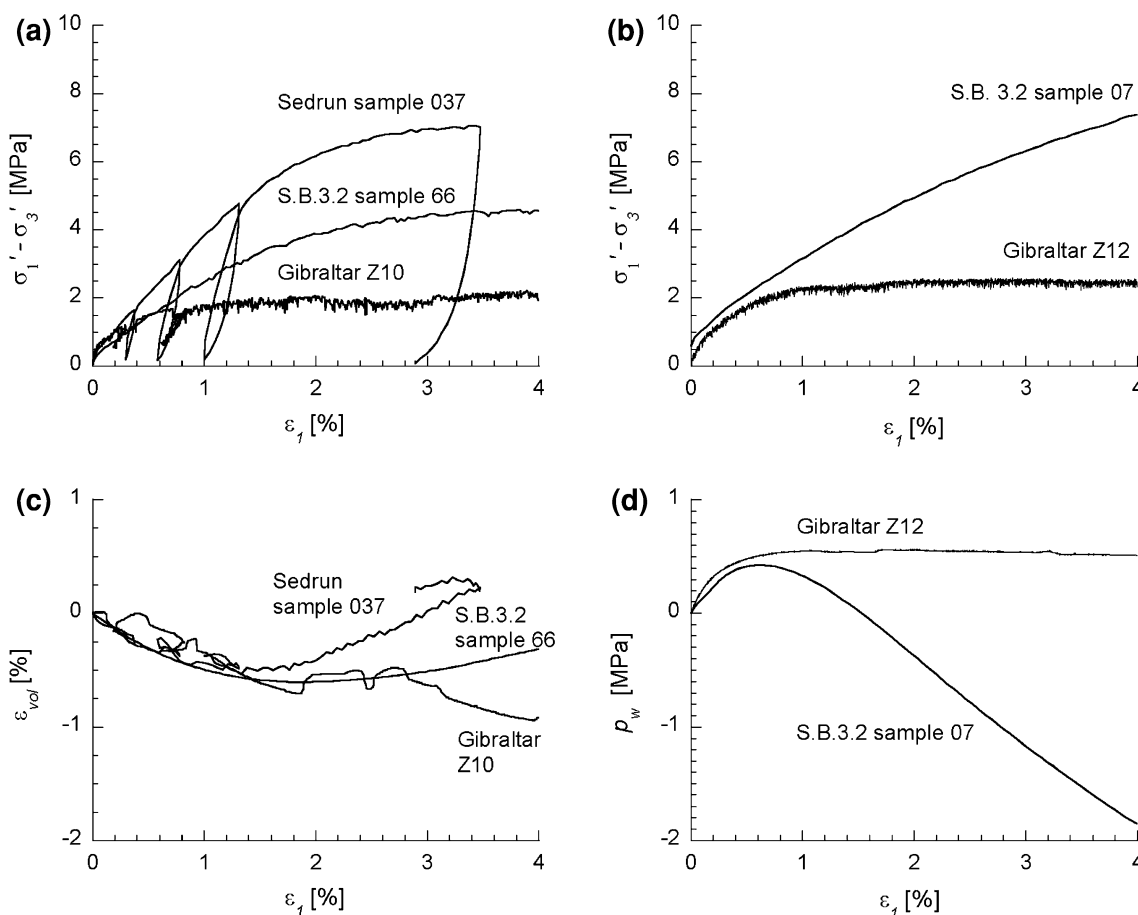 (a)
10
8
6
4
2
0
σ1′ - σ3′ [MPa]
Sedrun sample 037
S.B.3.2 sample 66
Gibraltar Z10
0 1 2 3 4
ε1 [%]
(b)
10
8
6
4
2
0
σ1′ - σ3′ [MPa]
S.B. 3.2 sample 07
Gibraltar Z12
0 1 2 3 4
ε1 [%]
(c)
1
0
-1
-2
εvol [%]
Sedrun
sample 037
S.B.3.2
sample 66
Gibraltar
Z10
0 1 2 3 4
ε1 [%]
(d)
1
0
-1
-2
pw [MPa]
Gibraltar Z12
S.B.3.2 sample 07
0 1 2 3 4
ε1 [%]